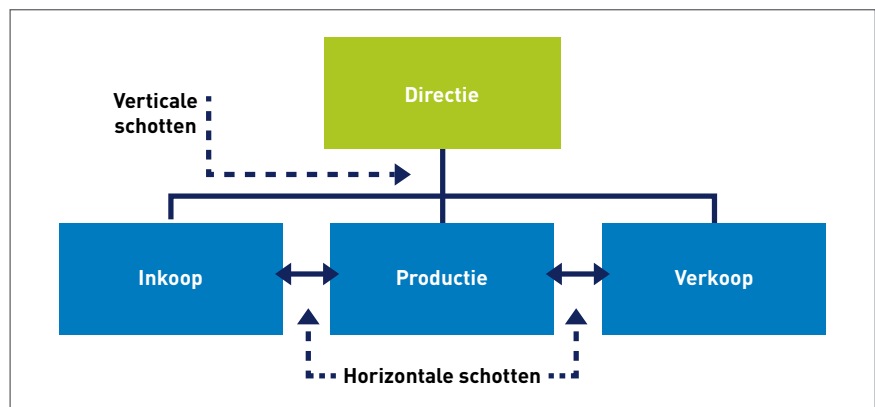 Directie
Verticale
schotten
Inkoop
Productie
Verkoop
Horizontale schotten